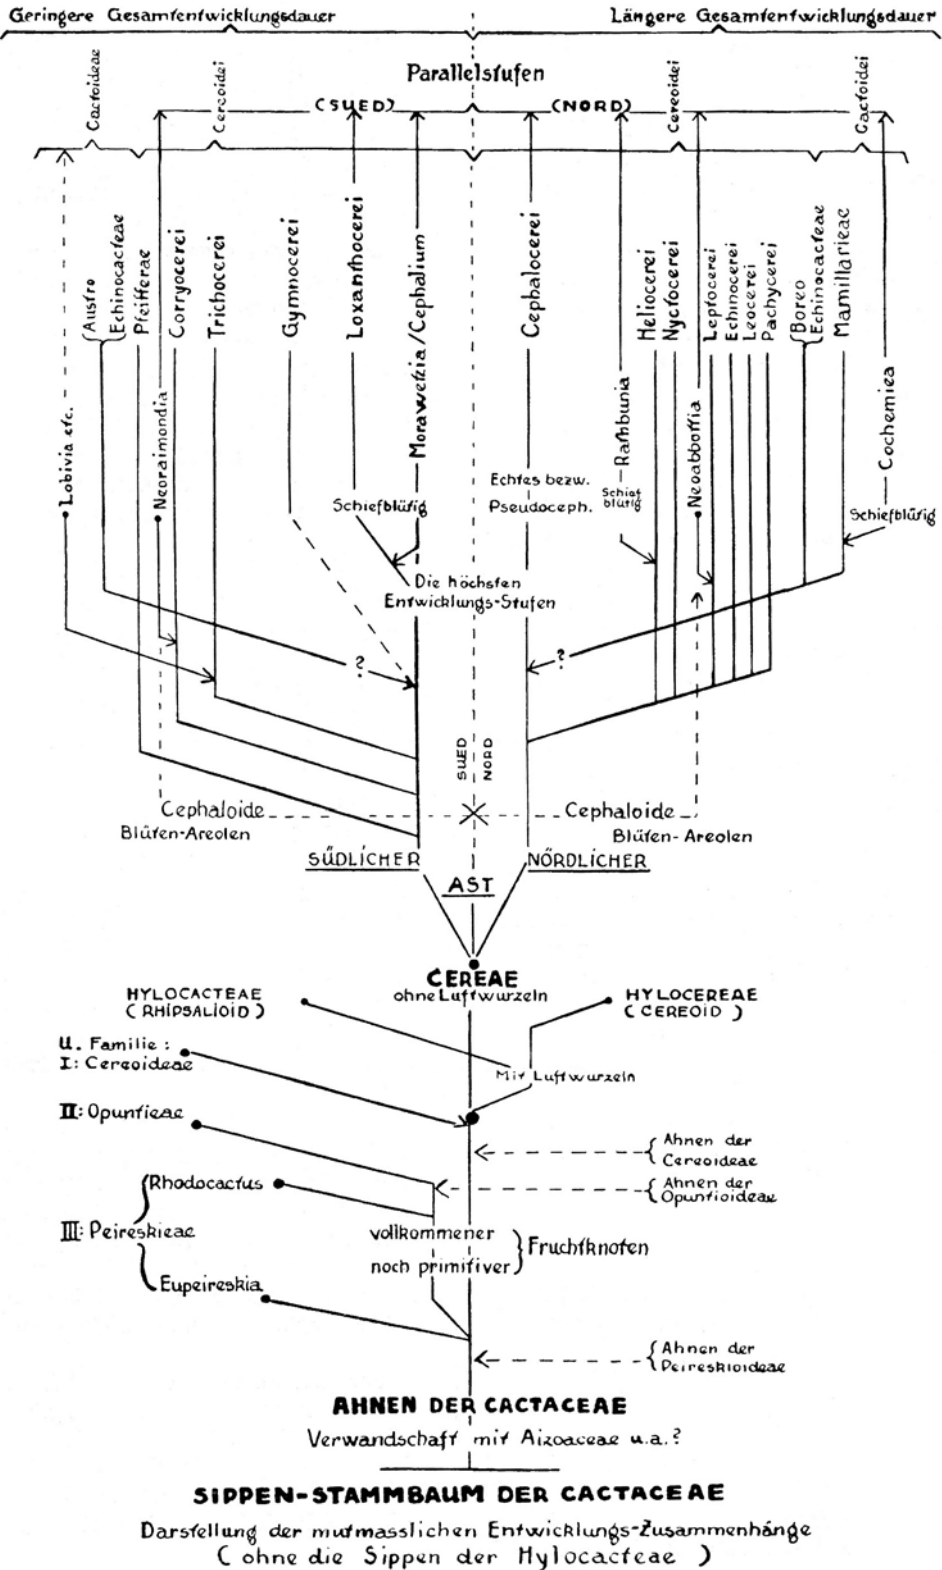 Geringere Gesamtentwicklungsdauer
Längere Gesamtentwicklungsdauer
Parallelstufen
(SUED)
(NORD)
Cactoideae
Cereoidei
Cereoidei
Cactoidei
Lobivia etc.
Austro
Echinocacteae
Pfeifferae
Neoraimondia
Corryocerei
Trichocerei
Gymnocerei
Loxanthocerei
Morawetzia/Cephalium
Cephalocerei
Rathbunia
Heliocerei
Nyctocerei
Neoabbottia
Leptocerei
Echinocerei
Leocerei
Pachycerei
Boreo
Echinocacteae
Mamillarieae
Cochemiea
Schiefblütig
Echtes bezw.
Pseudoceph.
Schief
blütig
Schiefblütig
Die höchsten
Entwicklungs-Stufen
?
?
SUED
NORD
Cephaloide
Blüten-Areolen
Cephaloide
Blüten-Areolen
SÜDLICHER
NÖRDLICHER
AST
CEREAE
ohne Luftwurzeln
HYLOCACTEAE
(RHIPSALIOID)
HYLOCEREAE
(CEREOID)
U. Familie:
I: Cereoideae
Mit Luftwurzeln
II: Opuntieae
Ahnen der
Cereoideae
Ahnen der
Opuntioideae
Rhodocactus
III: Peireskieae
vollkommener
noch primitiver
Fruchtknoten
Eupeireskia
Ahnen der
Peireskioideae
AHNEN DER CACTACEAE
Verwandschaft mit Aizoaceae u.a.?
SIPPEN-STAMMBAUM DER CACTACEAE
Darstellung der mutmasslichen Entwicklungs-Zusammenhänge
(ohne die Sippen der Hylocacteae)